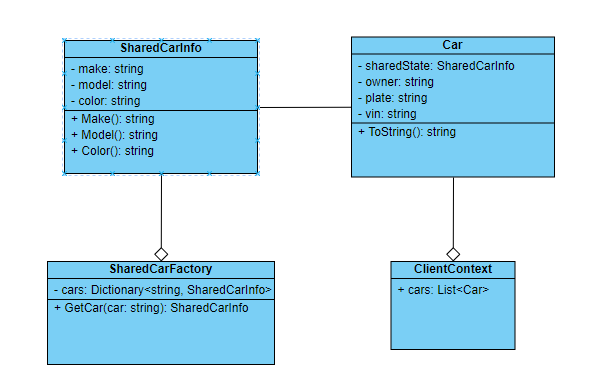 SharedCarInfo
- make: string
- model: string
- color: string
+ Make(): string
+ Model(): string
+ Color(): string
Car
- sharedState: SharedCarInfo
- owner: string
- plate: string
- vin: string
+ ToString(): string
SharedCarFactory
- cars: Dictionary<string, SharedCarInfo>
+ GetCar(car: string): SharedCarInfo
ClientContext
+ cars: List<Car>